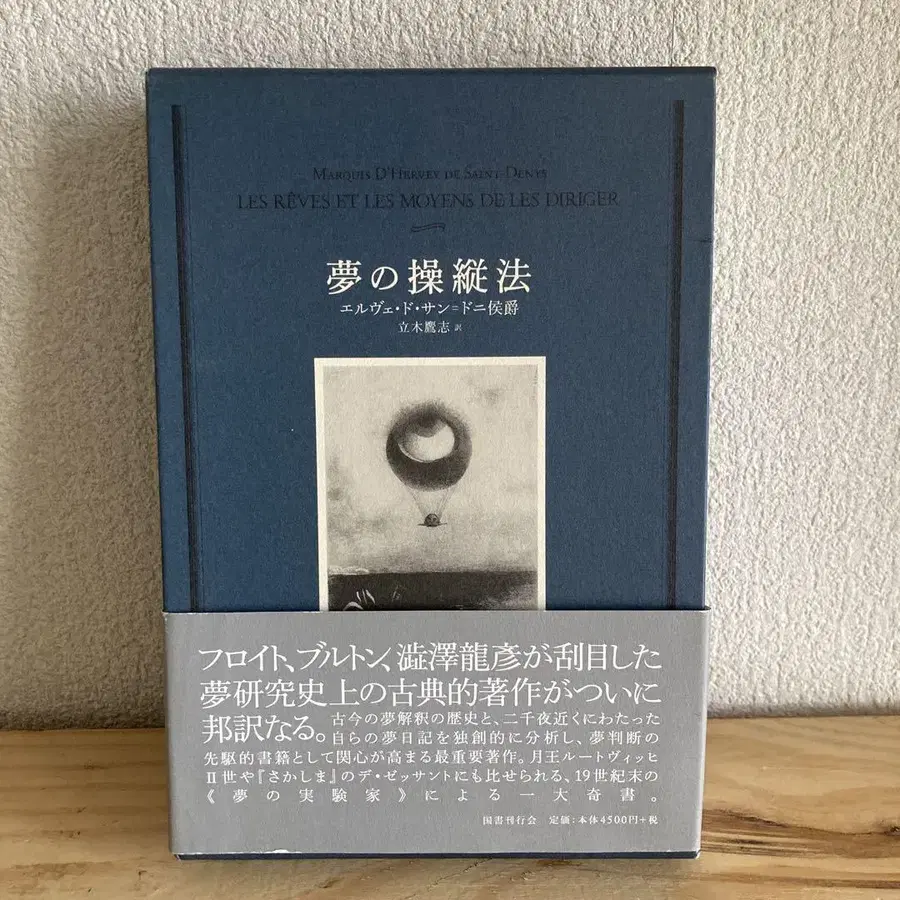 MARQUIS D'HERVEY DE SAINT-DENYS
LES RÊVES ET LES MOYENS DE LES DIRIGER
夢の操縦法
エルヴェ・ド・サン=ドニ侯爵
立木鷹志 訳
フロイト、ブルトン、澁澤龍彥が刮目した
夢研究史上の古典的著作がついに
邦訳なる。古今の夢解釈の歴史と、二千夜近くにわたった
自らの夢日記を独創的に分析し、夢判断の
先駆的書籍として関心が高まる最重要著作。月王ルートヴィッヒ
II世や『さかしま』のデ・ゼッサントにも比せられる、19世紀末の
《夢の実験家》による一大奇書。
国書刊行会 定価:本体4500円+税